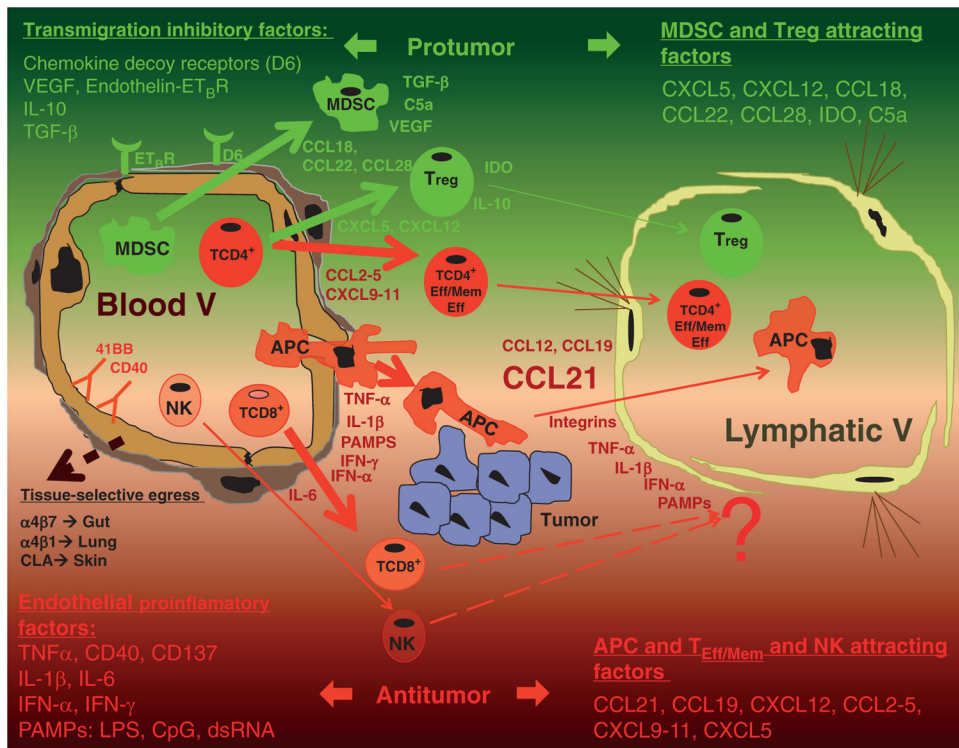 Transmigration inhibitory factors:
Chemokine decoy receptors (D6)
VEGF, Endothelin-ET_BR
IL-10
TGF-β
Protumor
MDSC and Treg attracting
factors
CXCL5, CXCL12, CCL18,
CCL22, CCL28, IDO, C5a
MDSC
TGF-β
C5a
VEGF
ET_BR
D6
CCL18,
CCL22, CCL28
Treg
IDO
IL-10
CXCL5, CXCL12
MDSC
TCD4+
Treg
CCL2-5
CXCL9-11
TCD4+
Eff/Mem
Eff
TCD4+
Eff/Mem
Eff
Blood V
41BB
CD40
APC
APC
CCL12, CCL19
CCL21
APC
NK
TCD8+
TNF-α
IL-1β
PAMPS
IFN-γ
IFN-α
IL-6
Integrins
Lymphatic V
TNF-α
IL-1β
IFN-α
PAMPs
?
Tumor
Tissue-selective egress
α4β7 → Gut
α4β1→ Lung
CLA→ Skin
TCD8+
NK
Endothelial proinflamatory
factors:
TNFα, CD40, CD137
IL-1β, IL-6
IFN-α, IFN-γ
PAMPs: LPS, CpG, dsRNA
Antitumor
APC and T_Eff/Mem and NK attracting
factors
CCL21, CCL19, CXCL12, CCL2-5,
CXCL9-11, CXCL5